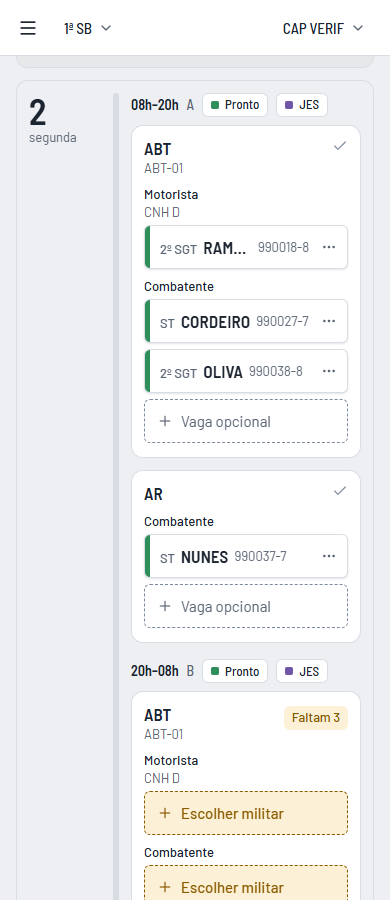 1ª SB
CAP VERIF
2
segunda
08h-20h A Pronto JES
ABT
ABT-01
Motorista
CNH D
2º SGT RAM... 990018-8
Combatente
ST CORDEIRO 990027-7
2º SGT OLIVA 990038-8
+ Vaga opcional
AR
Combatente
ST NUNES 990037-7
+ Vaga opcional
20h-08h B Pronto JES
ABT Faltam 3
ABT-01
Motorista
CNH D
+ Escolher militar
Combatente
+ Escolher militar